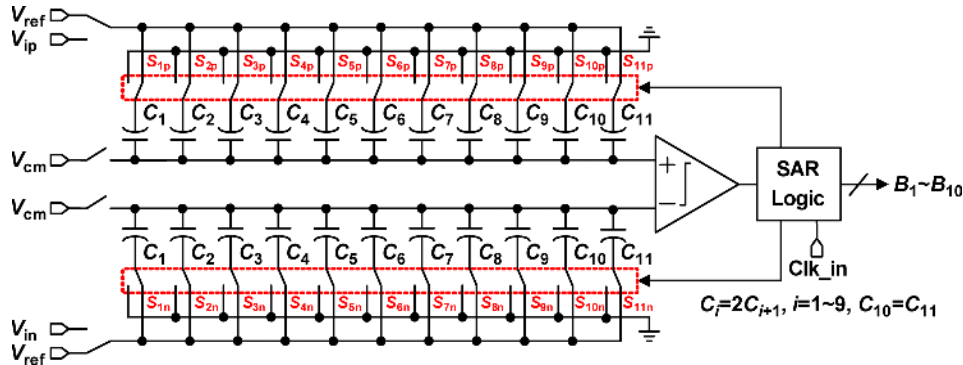 Vref
Vip
S1p S2p S3p S4p S5p S6p S7p S8p S9p S10p S11p
C1 C2 C3 C4 C5 C6 C7 C8 C9 C10 C11
Vcm
+
SAR
Logic
B1~B10
Vcm
−
C1 C2 C3 C4 C5 C6 C7 C8 C9 C10 C11
Clk_in
S1n S2n S3n S4n S5n S6n S7n S8n S9n S10n S11n
Ci=2Ci+1, i=1~9, C10=C11
Vin
Vref